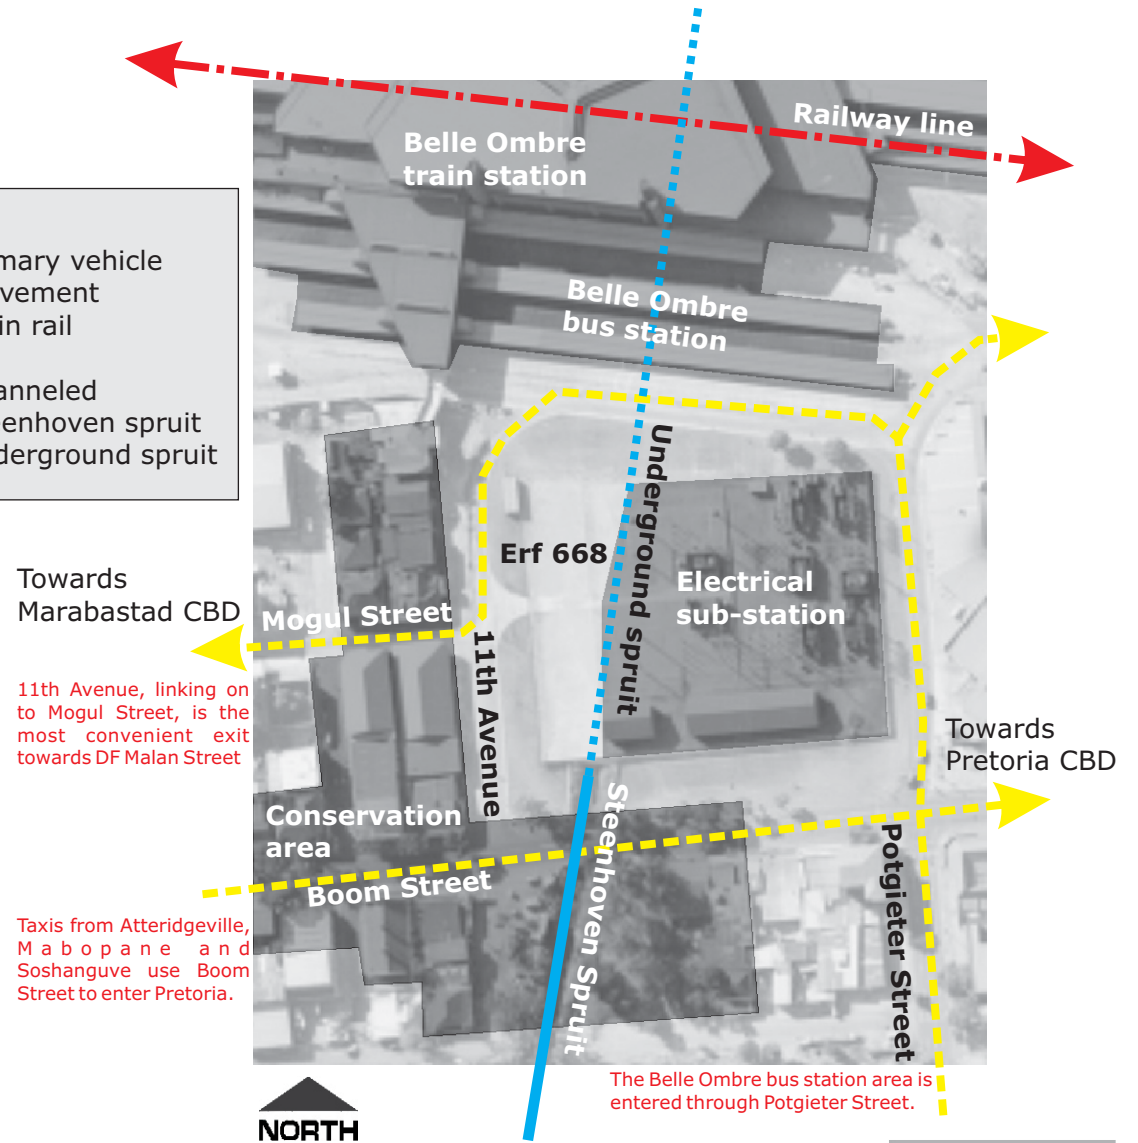 Railway line
Belle Ombre
train station
mary vehicle
vement
in rail
anneled
enhoven spruit
derground spruit
Belle Ombre
bus station
Underground spruit
Erf 668
Electrical
sub-station
Towards
Marabastad CBD
Mogul Street
11th Avenue
11th Avenue, linking on
to Mogul Street, is the
most convenient exit
towards DF Malan Street
Towards
Pretoria CBD
Conservation
area
Steenhoven Spruit
Boom Street
Potgieter Street
Taxis from Atteridgeville,
Mabopane and
Soshanguve use Boom
Street to enter Pretoria.
The Belle Ombre bus station area is
entered through Potgieter Street.
NORTH